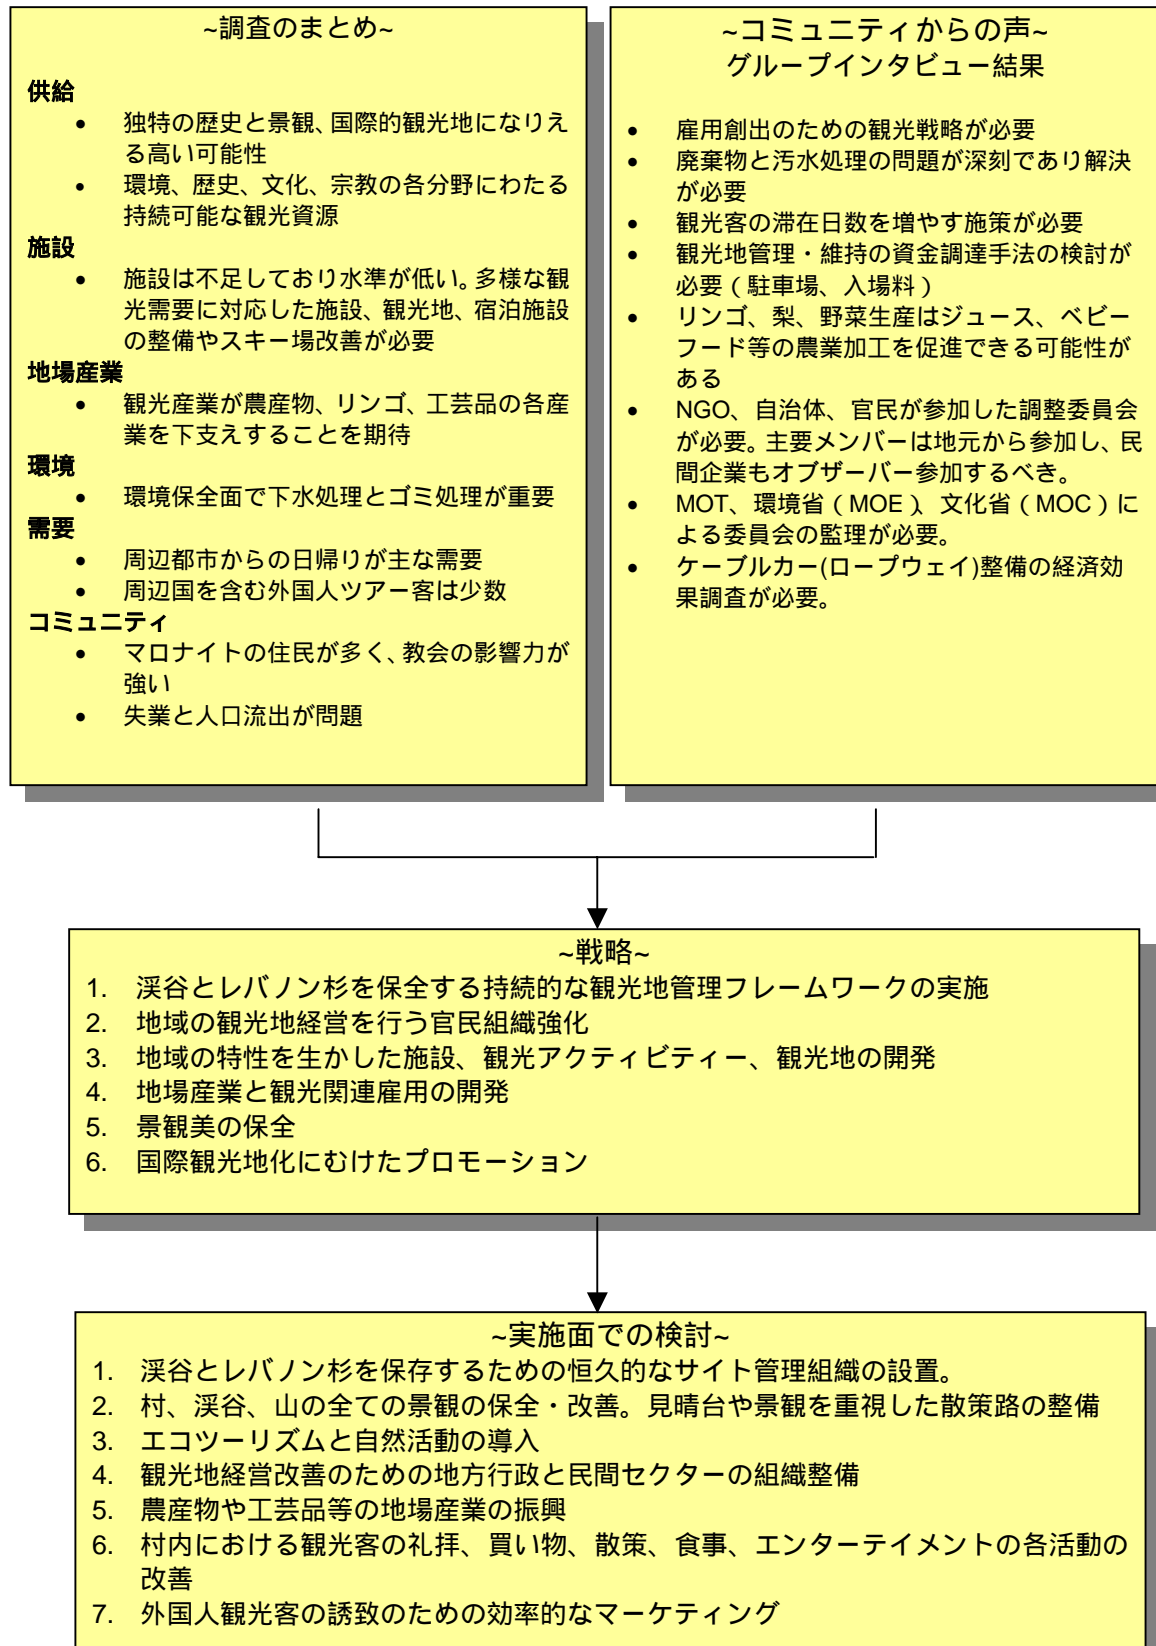 ~調査のまとめ~
供給
• 独特の歴史と景観、国際的観光地になりえ
る高い可能性
• 環境、歴史、文化、宗教の各分野にわたる
持続可能な観光資源
施設
• 施設は不足しており水準が低い。多様な観
光需要に対応した施設、観光地、宿泊施設
の整備やスキー場改善が必要
地場産業
• 観光産業が農産物、リンゴ、工芸品の各産
業を下支えすることを期待
環境
• 環境保全面で下水処理とゴミ処理が重要
需要
• 周辺都市からの日帰りが主な需要
• 周辺国を含む外国人ツアー客は少数
コミュニティ
• マロナイトの住民が多く、教会の影響力が
強い
• 失業と人口流出が問題
~コミュニティからの声~
グループインタビュー結果
• 雇用創出のための観光戦略が必要
• 廃棄物と汚水処理の問題が深刻であり解決
が必要
• 観光客の滞在日数を増やす施策が必要
• 観光地管理・維持の資金調達手法の検討が
必要(駐車場、入場料)
• リンゴ、梨、野菜生産はジュース、ベビー
フード等の農業加工を促進できる可能性が
ある
• NGO、自治体、官民が参加した調整委員会
が必要。主要メンバーは地元から参加し、民
間企業もオブザーバー参加するべき。
• MOT、環境省(MOE)、文化省(MOC)に
よる委員会の監理が必要。
• ケーブルカー(ロープウェイ)整備の経済効
果調査が必要。
~戦略~
1. 渓谷とレバノン杉を保全する持続的な観光地管理フレームワークの実施
2. 地域の観光地経営を行う官民組織強化
3. 地域の特性を生かした施設、観光アクティビティー、観光地の開発
4. 地場産業と観光関連雇用の開発
5. 景観美の保全
6. 国際観光地化にむけたプロモーション
~実施面での検討~
1. 渓谷とレバノン杉を保存するための恒久的なサイト管理組織の設置。
2. 村、渓谷、山の全ての景観の保全・改善。見晴台や景観を重視した散策路の整備
3. エコツーリズムと自然活動の導入
4. 観光地経営改善のための地方行政と民間セクターの組織整備
5. 農産物や工芸品等の地場産業の振興
6. 村内における観光客の礼拝、買い物、散策、食事、エンターテイメントの各活動の
改善
7. 外国人観光客の誘致のための効率的なマーケティング